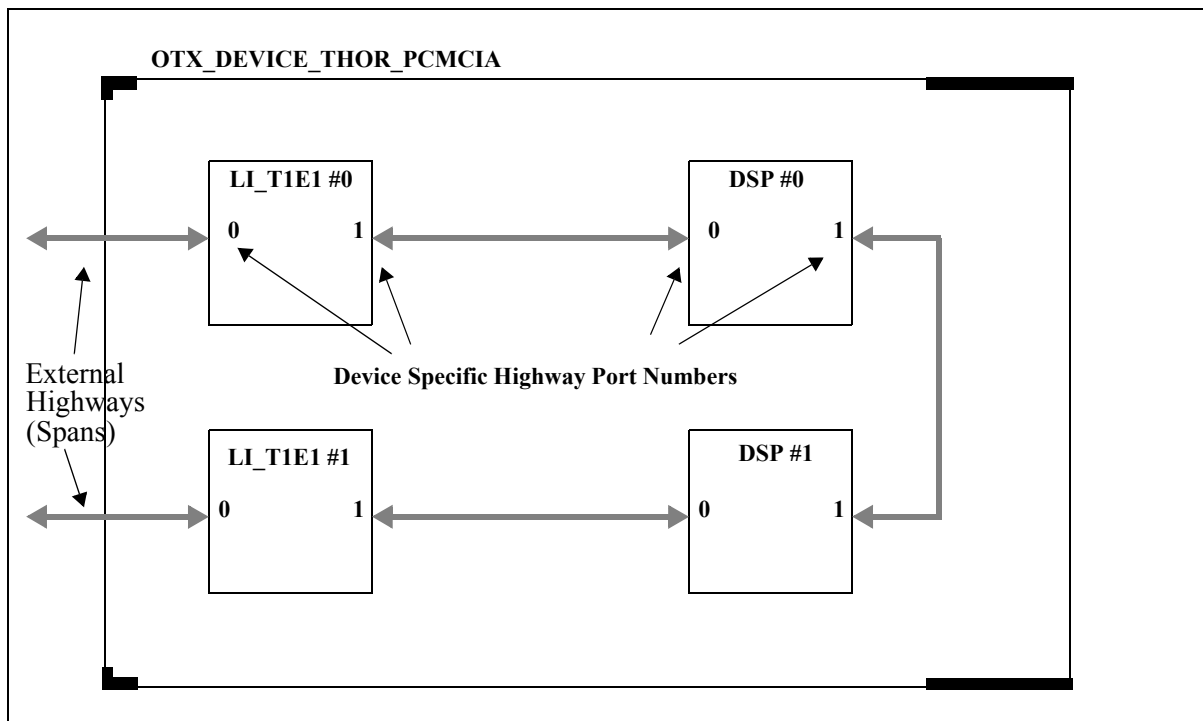 OTX_DEVICE_THOR_PCMCIA
LI_T1E1 #0
DSP #0
0
1
0
1
External
Highways
(Spans)
Device Specific Highway Port Numbers
LI_T1E1 #1
DSP #1
0
1
0
1